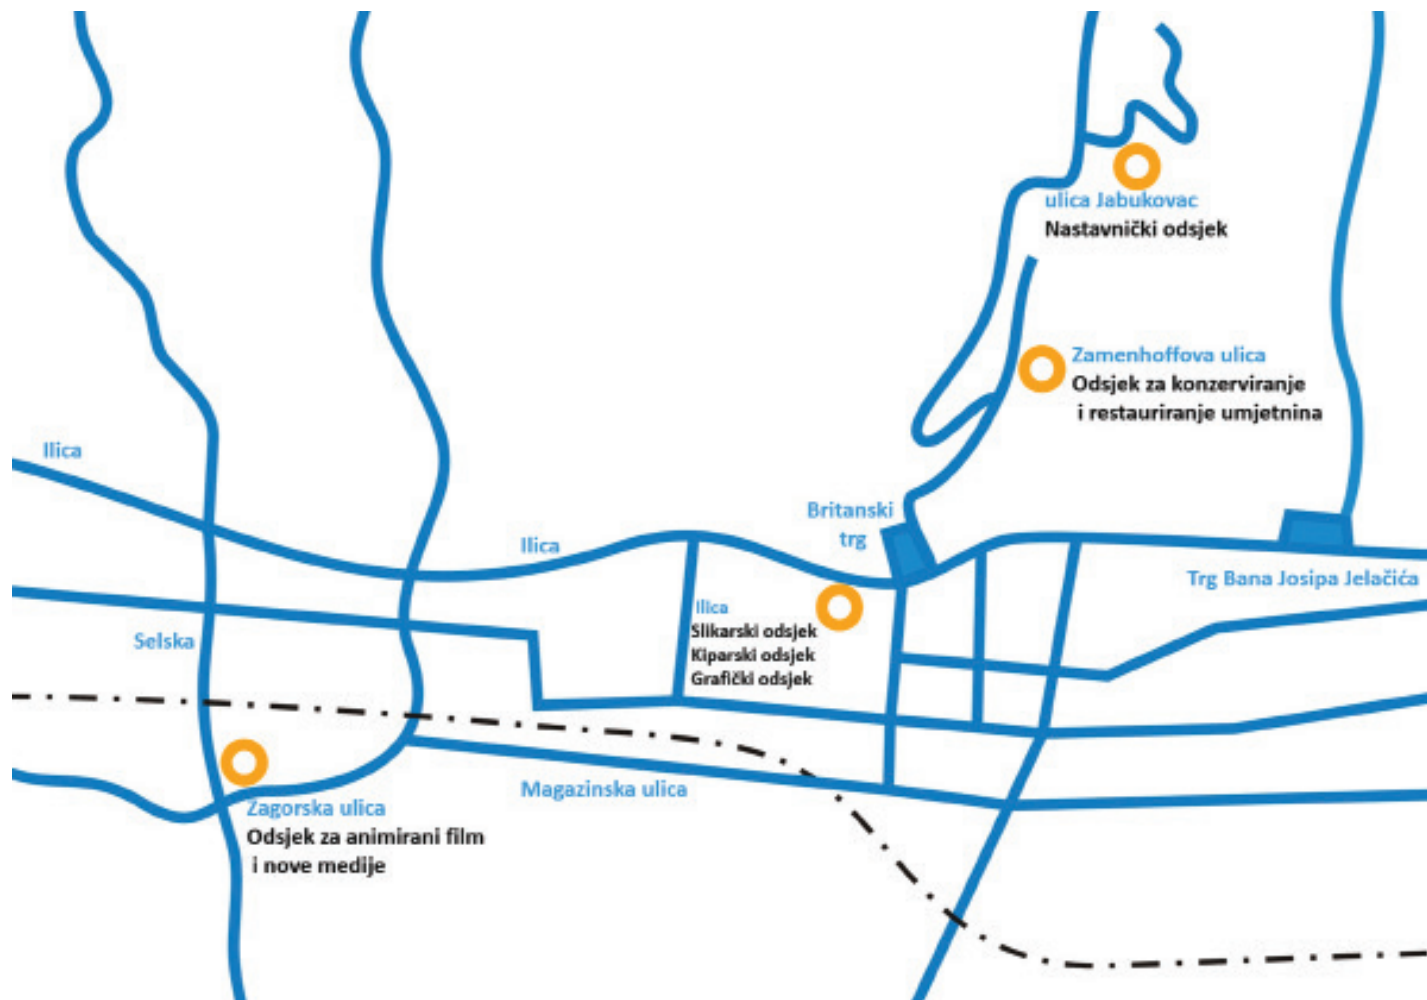 ulica Jabukovac
Nastavnički odsjek
Zamenhoffova ulica
Odsjek za konzerviranje
i restauriranje umjetnina
Ilica
Britanski
trg
Ilica
Trg Bana Josipa Jelačića
Ilica
Slikarski odsjek
Kiparski odsjek
Grafički odsjek
Selska
Magazinska ulica
Zagorska ulica
Odsjek za animirani film
i nove medije